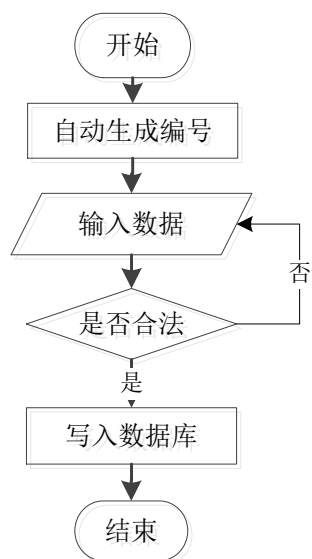 开始
自动生成编号
输入数据
否
是否合法
是
写入数据库
结束